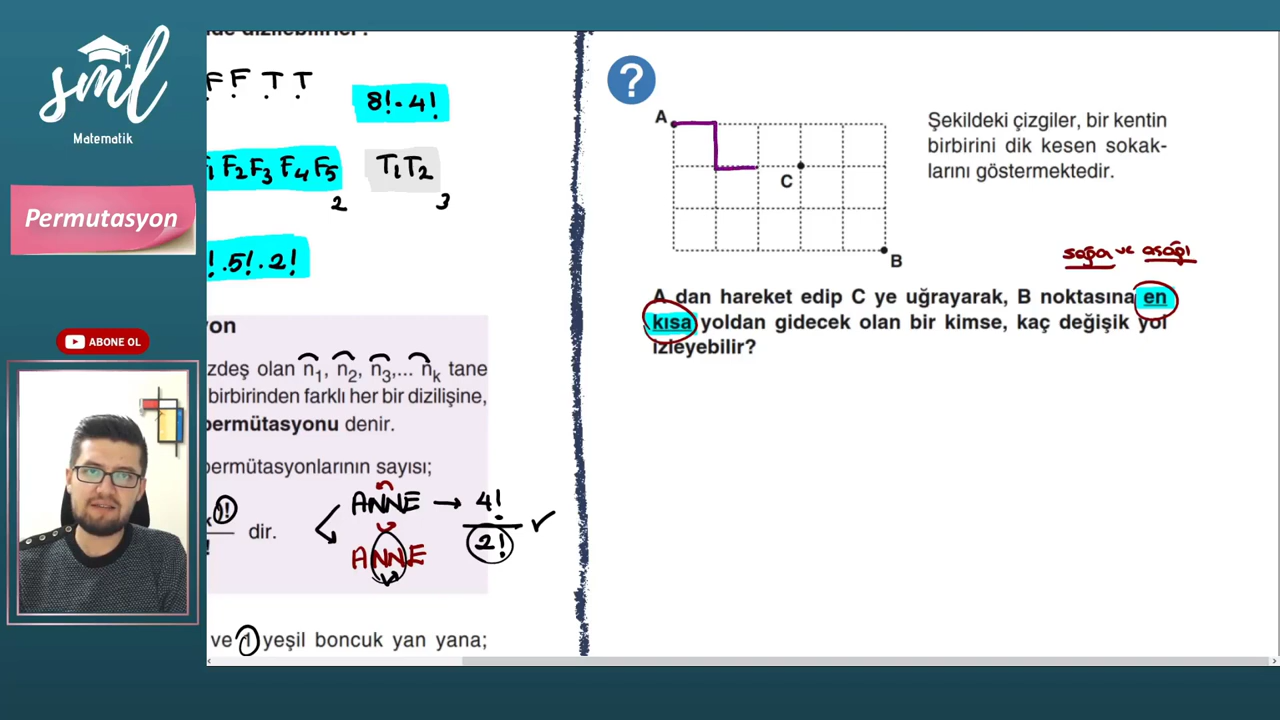 sml
Matematik
Permutasyon
ABONE OL
F F T T
8! · 4!
F2 F3 F4 F5
2
T1 T2
3
! · 5! · 2!
yon
zdeş olan n1, n2, n3,... nk tane
birbirinden farklı her bir dizilişine,
permütasyonu denir.
permütasyonlarının sayısı;
dir.
ANNE → 4!
2!
ANNE
ve 1 yeşil boncuk yan yana;
?
A
C
B
Şekildeki çizgiler, bir kentin
birbirini dik kesen sokak-
larını göstermektedir.
sağa ve aşağı
A dan hareket edip C ye uğrayarak, B noktasına en
kısa yoldan gidecek olan bir kimse, kaç değişik yol
izleyebilir?